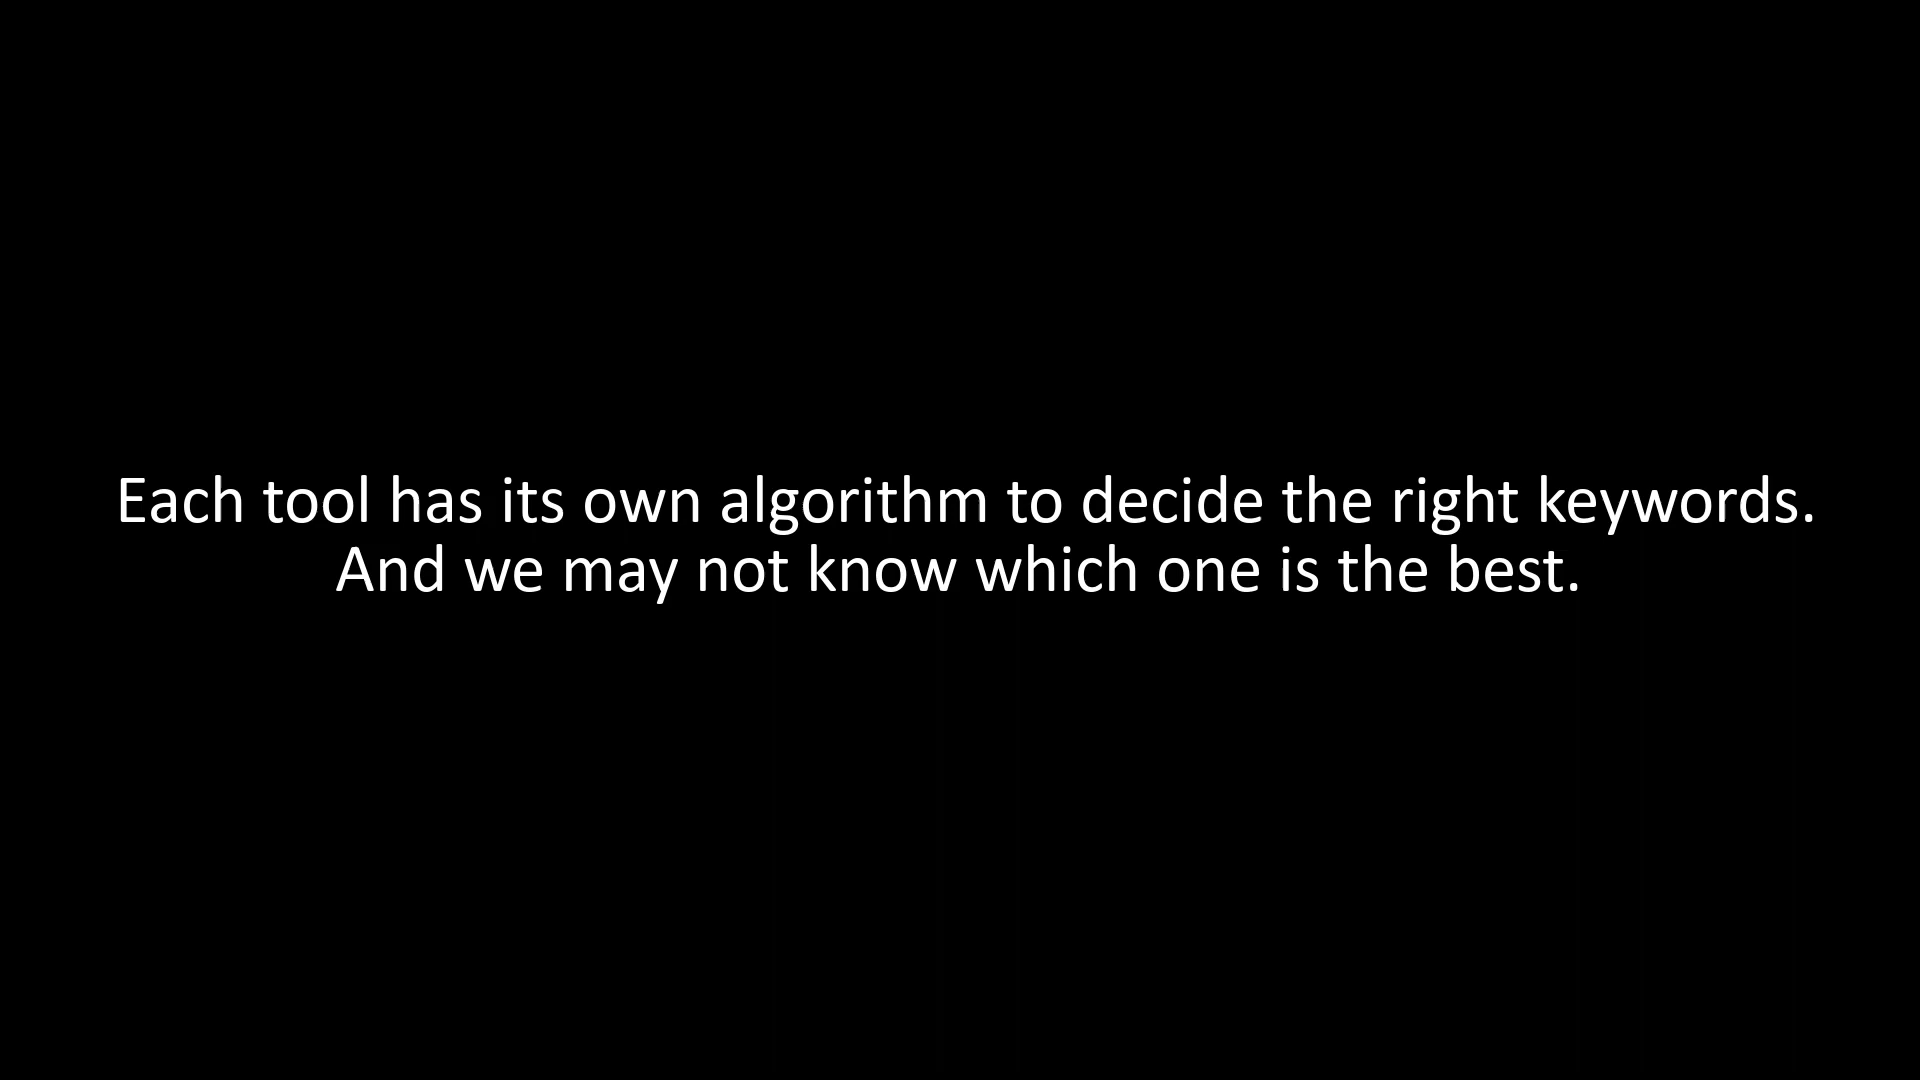 Each tool has its own algorithm to decide the right keywords.
And we may not know which one is the best.